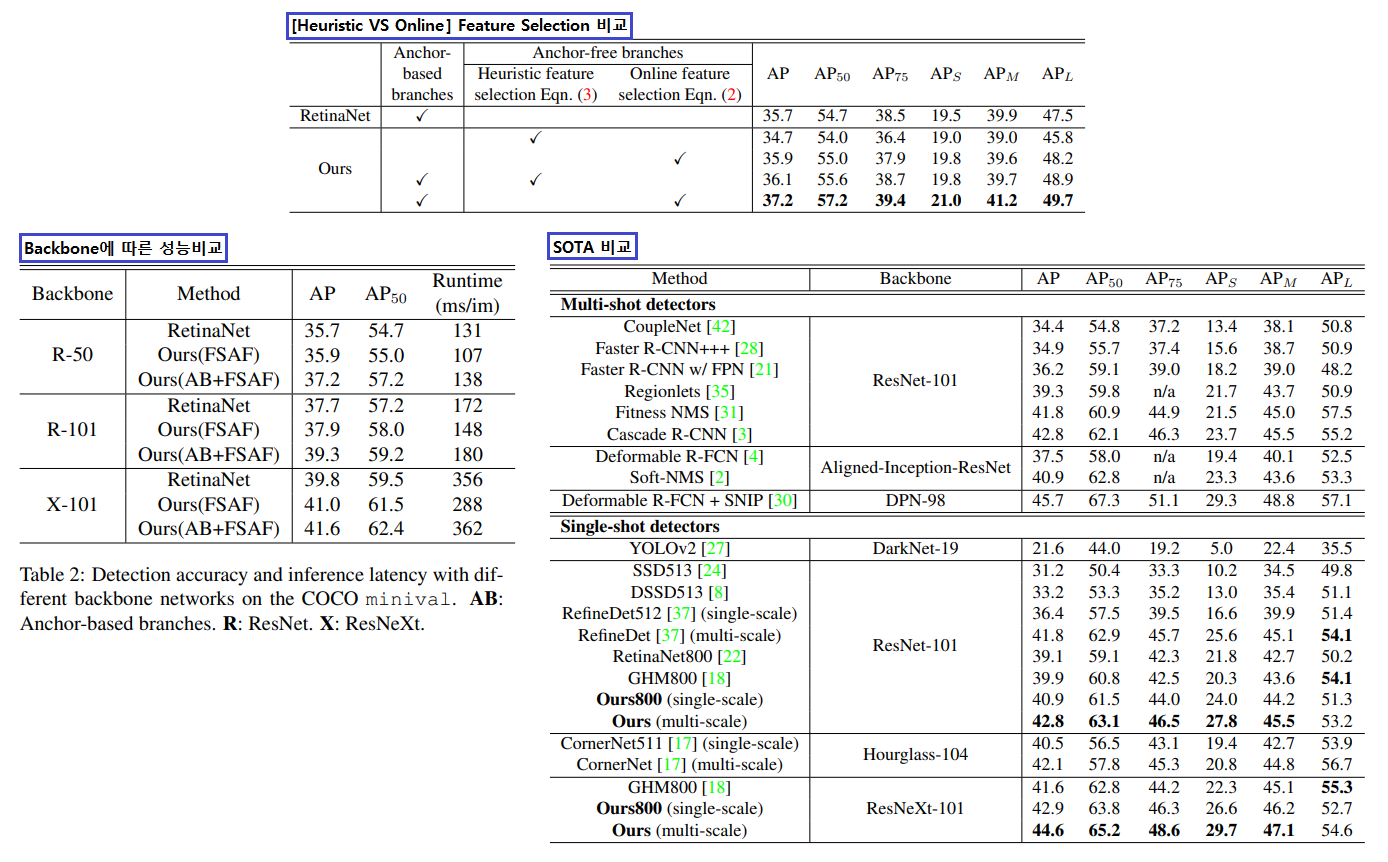 [Heuristic VS Online] Feature Selection 비교
Anchor-based branches Anchor-free branches AP AP50 AP75 APS APM APL
Heuristic feature selection Eqn. (3) Online feature selection Eqn. (2)
RetinaNet ✓ 35.7 54.7 38.5 19.5 39.9 47.5
Ours
✓ 34.7 54.0 36.4 19.0 39.0 45.8
✓ 35.9 55.0 37.9 19.8 39.6 48.2
✓ ✓ 36.1 55.6 38.7 19.8 39.7 48.9
✓ ✓ 37.2 57.2 39.4 21.0 41.2 49.7
Backbone에 따른 성능비교
Backbone Method AP AP50 Runtime (ms/im)
R-50
RetinaNet 35.7 54.7 131
Ours(FSAF) 35.9 55.0 107
Ours(AB+FSAF) 37.2 57.2 138
R-101
RetinaNet 37.7 57.2 172
Ours(FSAF) 37.9 58.0 148
Ours(AB+FSAF) 39.3 59.2 180
X-101
RetinaNet 39.8 59.5 356
Ours(FSAF) 41.0 61.5 288
Ours(AB+FSAF) 41.6 62.4 362
Table 2: Detection accuracy and inference latency with dif-
ferent backbone networks on the COCO minival. AB:
Anchor-based branches. R: ResNet. X: ResNeXt.
SOTA 비교
Method Backbone AP AP50 AP75 APS APM APL
Multi-shot detectors
CoupleNet [42] 34.4 54.8 37.2 13.4 38.1 50.8
Faster R-CNN+++ [28] 34.9 55.7 37.4 15.6 38.7 50.9
Faster R-CNN w/ FPN [21] 36.2 59.1 39.0 18.2 39.0 48.2
ResNet-101
Regionlets [35] 39.3 59.8 n/a 21.7 43.7 50.9
Fitness NMS [31] 41.8 60.9 44.9 21.5 45.0 57.5
Cascade R-CNN [3] 42.8 62.1 46.3 23.7 45.5 55.2
Deformable R-FCN [4] 37.5 58.0 n/a 19.4 40.1 52.5
Aligned-Inception-ResNet
Soft-NMS [2] 40.9 62.8 n/a 23.3 43.6 53.3
Deformable R-FCN + SNIP [30] DPN-98 45.7 67.3 51.1 29.3 48.8 57.1
Single-shot detectors
YOLOv2 [27] DarkNet-19 21.6 44.0 19.2 5.0 22.4 35.5
SSD513 [24] 31.2 50.4 33.3 10.2 34.5 49.8
DSSD513 [8] 33.2 53.3 35.2 13.0 35.4 51.1
RefineDet512 [37] (single-scale) 36.4 57.5 39.5 16.6 39.9 51.4
RefineDet [37] (multi-scale) 41.8 62.9 45.7 25.6 45.1 54.1
ResNet-101
RetinaNet800 [22] 39.1 59.1 42.3 21.8 42.7 50.2
GHM800 [18] 39.9 60.8 42.5 20.3 43.6 54.1
Ours800 (single-scale) 40.9 61.5 44.0 24.0 44.2 51.3
Ours (multi-scale) 42.8 63.1 46.5 27.8 45.5 53.2
CornerNet511 [17] (single-scale) 40.5 56.5 43.1 19.4 42.7 53.9
Hourglass-104
CornerNet [17] (multi-scale) 42.1 57.8 45.3 20.8 44.8 56.7
GHM800 [18] 41.6 62.8 44.2 22.3 45.1 55.3
Ours800 (single-scale) ResNeXt-101 42.9 63.8 46.3 26.6 46.2 52.7
Ours (multi-scale) 44.6 65.2 48.6 29.7 47.1 54.6